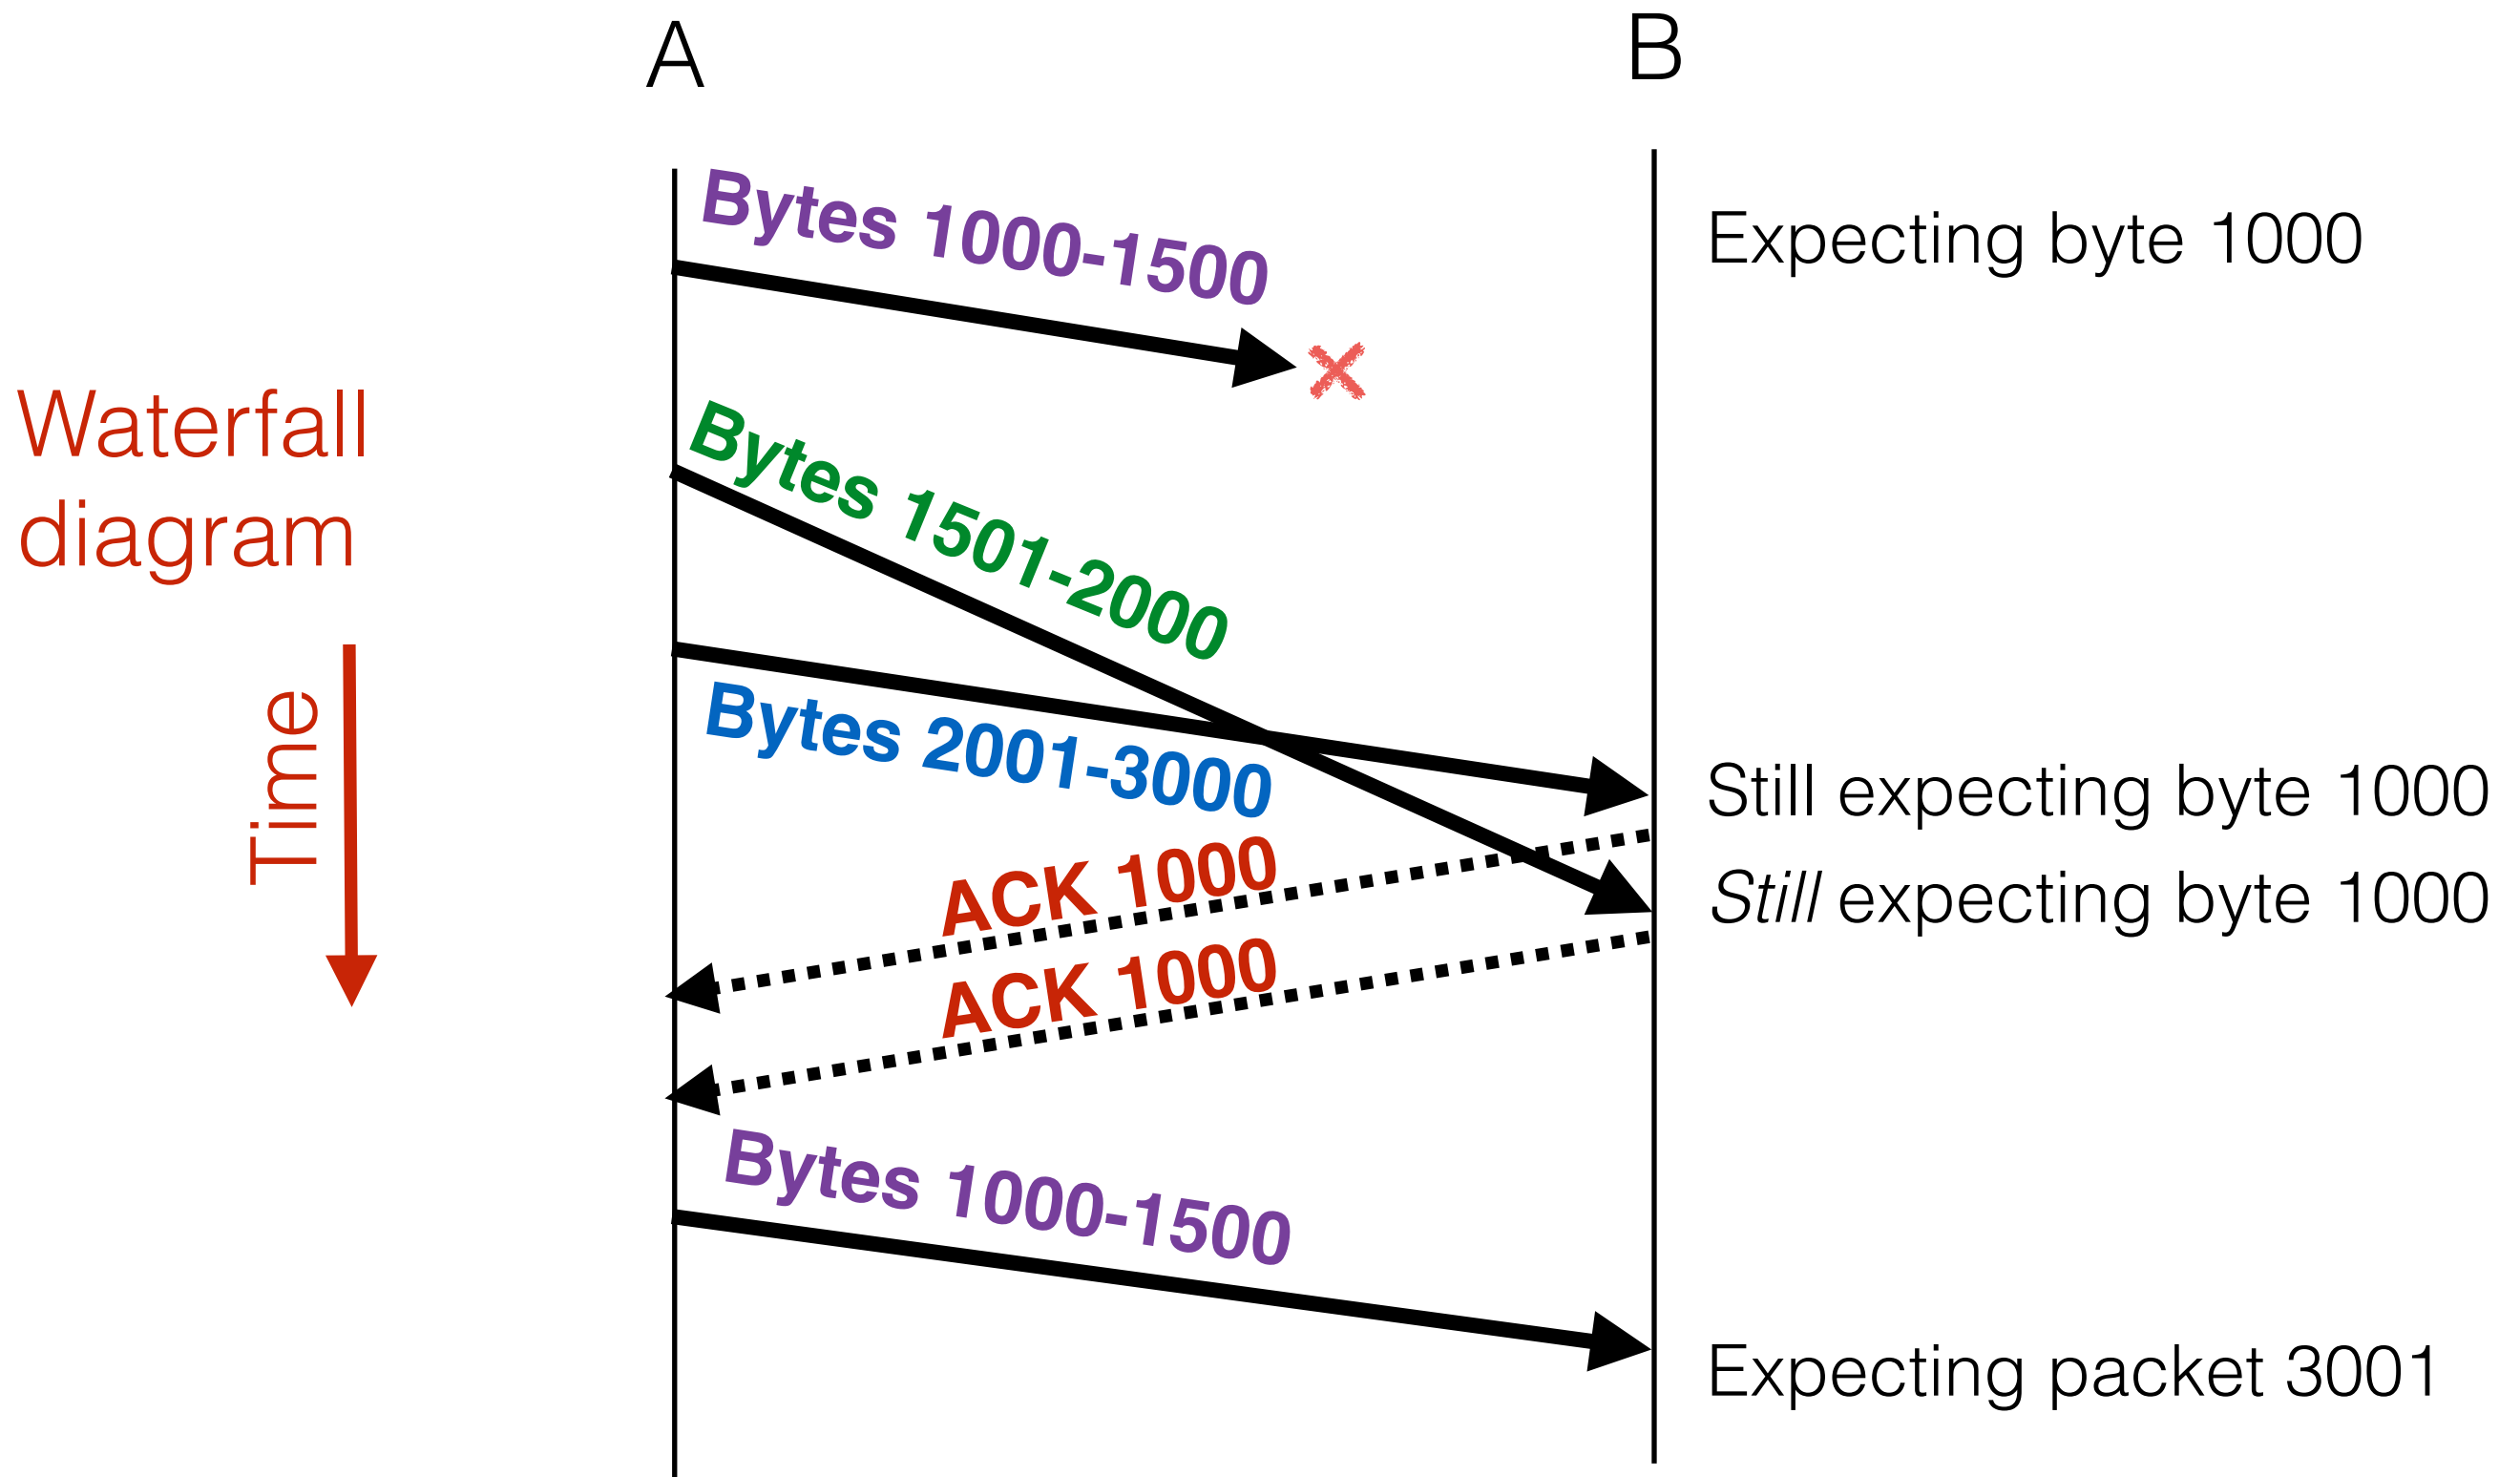 A
B
Bytes 1000-1500
Expecting byte 1000
Waterfall
diagram
Bytes 1501-2000
Time
Bytes 2001-3000
Still expecting byte 1000
ACK 1000
Still expecting byte 1000
ACK 1000
Bytes 1000-1500
Expecting packet 3001